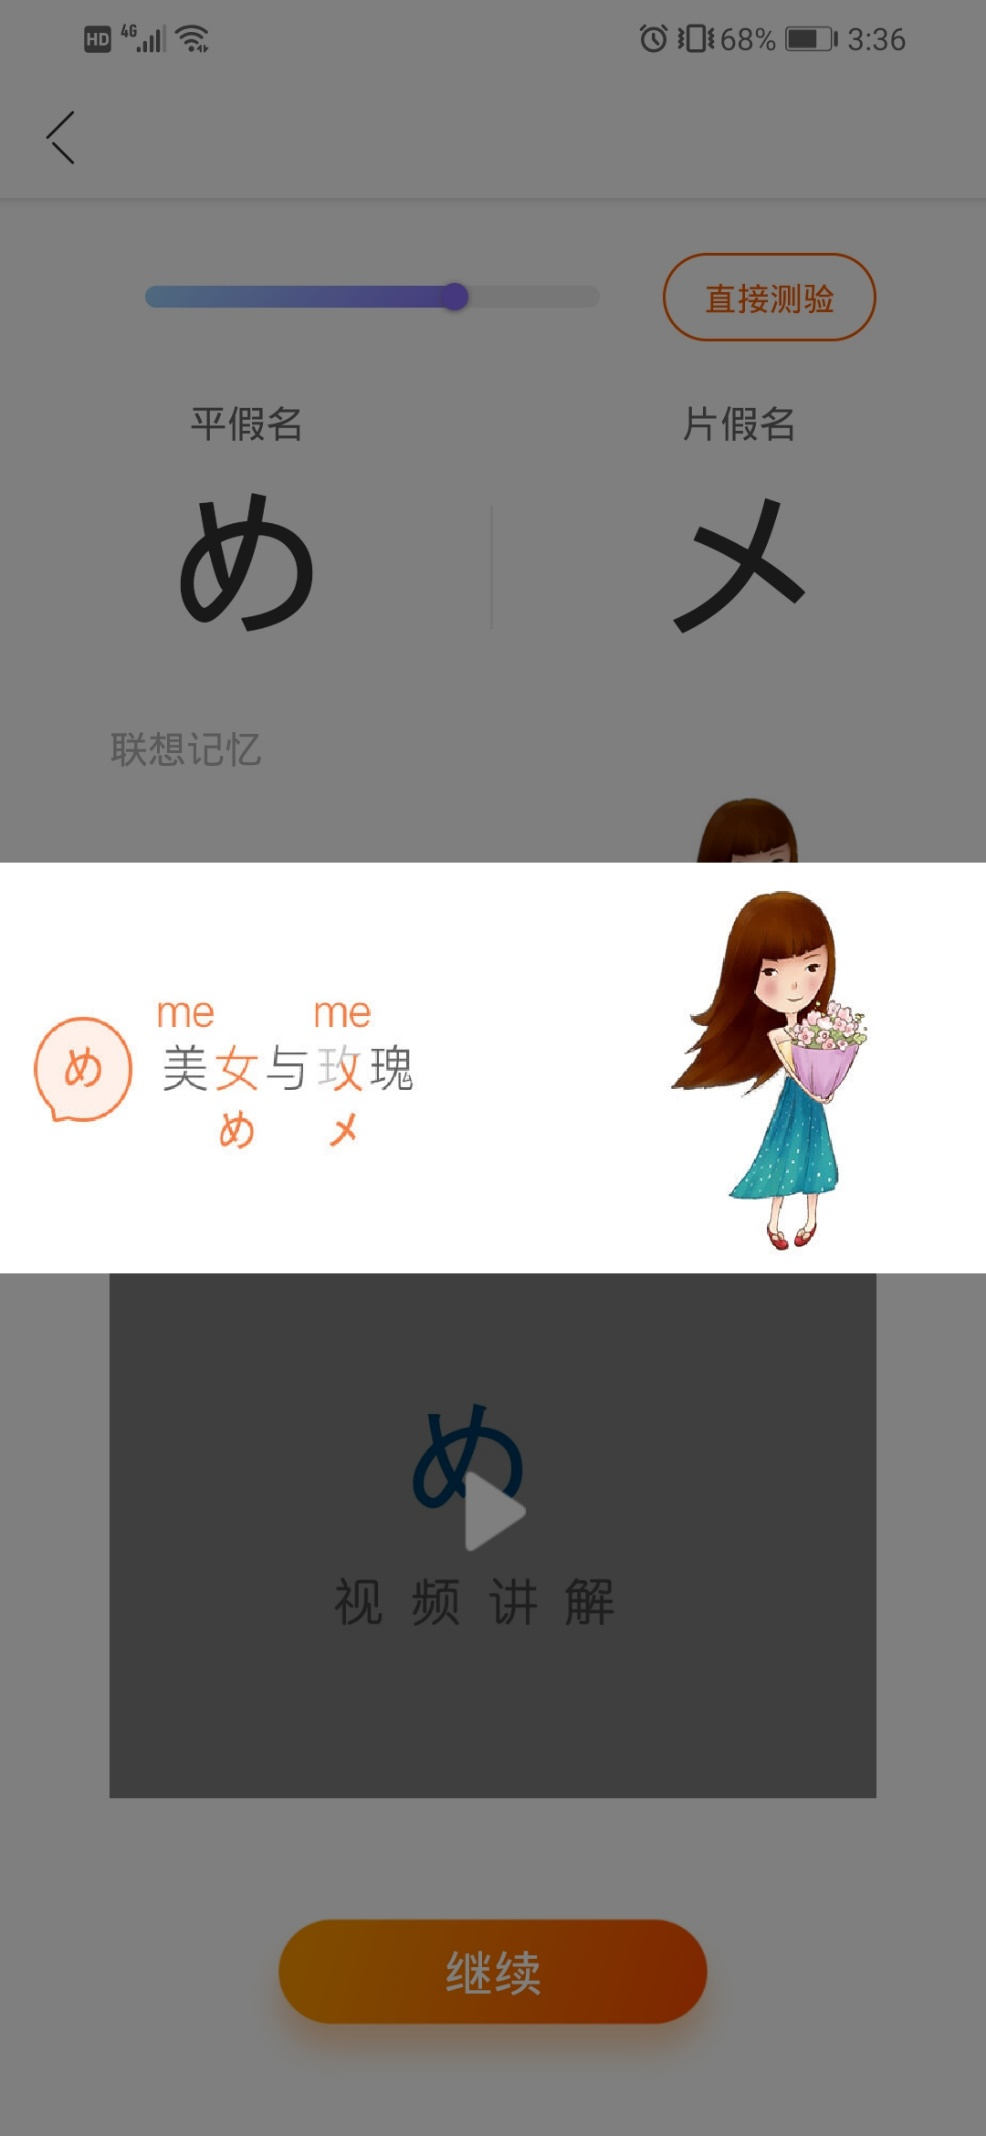 HD 4G 68% 3:36
直接测验
平假名 片假名
め メ
联想记忆
me me
め 美女与玫瑰
め メ
め
视频讲解
继续